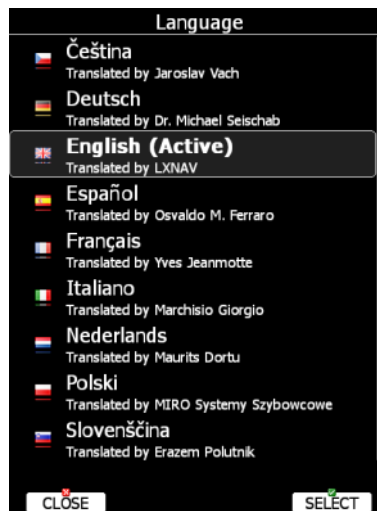 Language
Čeština
Translated by Jaroslav Vach
Deutsch
Translated by Dr. Michael Seischab
English (Active)
Translated by LXNAV
Español
Translated by Osvaldo M. Ferraro
Français
Translated by Yves Jeanmotte
Italiano
Translated by Marchisio Giorgio
Nederlands
Translated by Maurits Dortu
Polski
Translated by MIRO Systemy Szybowcowe
Slovenščina
Translated by Erazem Polutnik
CLOSE
SELECT